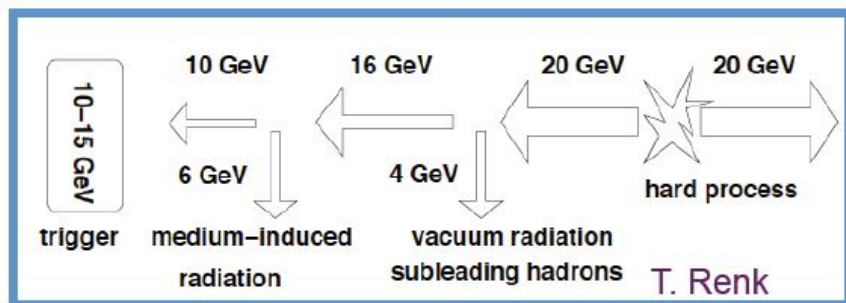 10 GeV
16 GeV
20 GeV
20 GeV
10–15 GeV
6 GeV
4 GeV
hard process
trigger
medium–induced
radiation
vacuum radiation
subleading hadrons
T. Renk